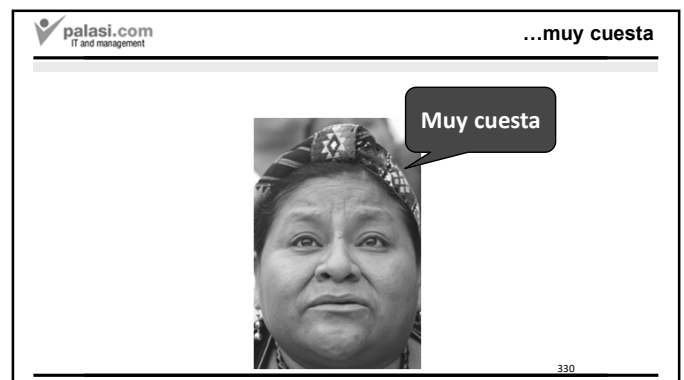 palasi.com
IT and management
…muy cuesta
Muy cuesta
330